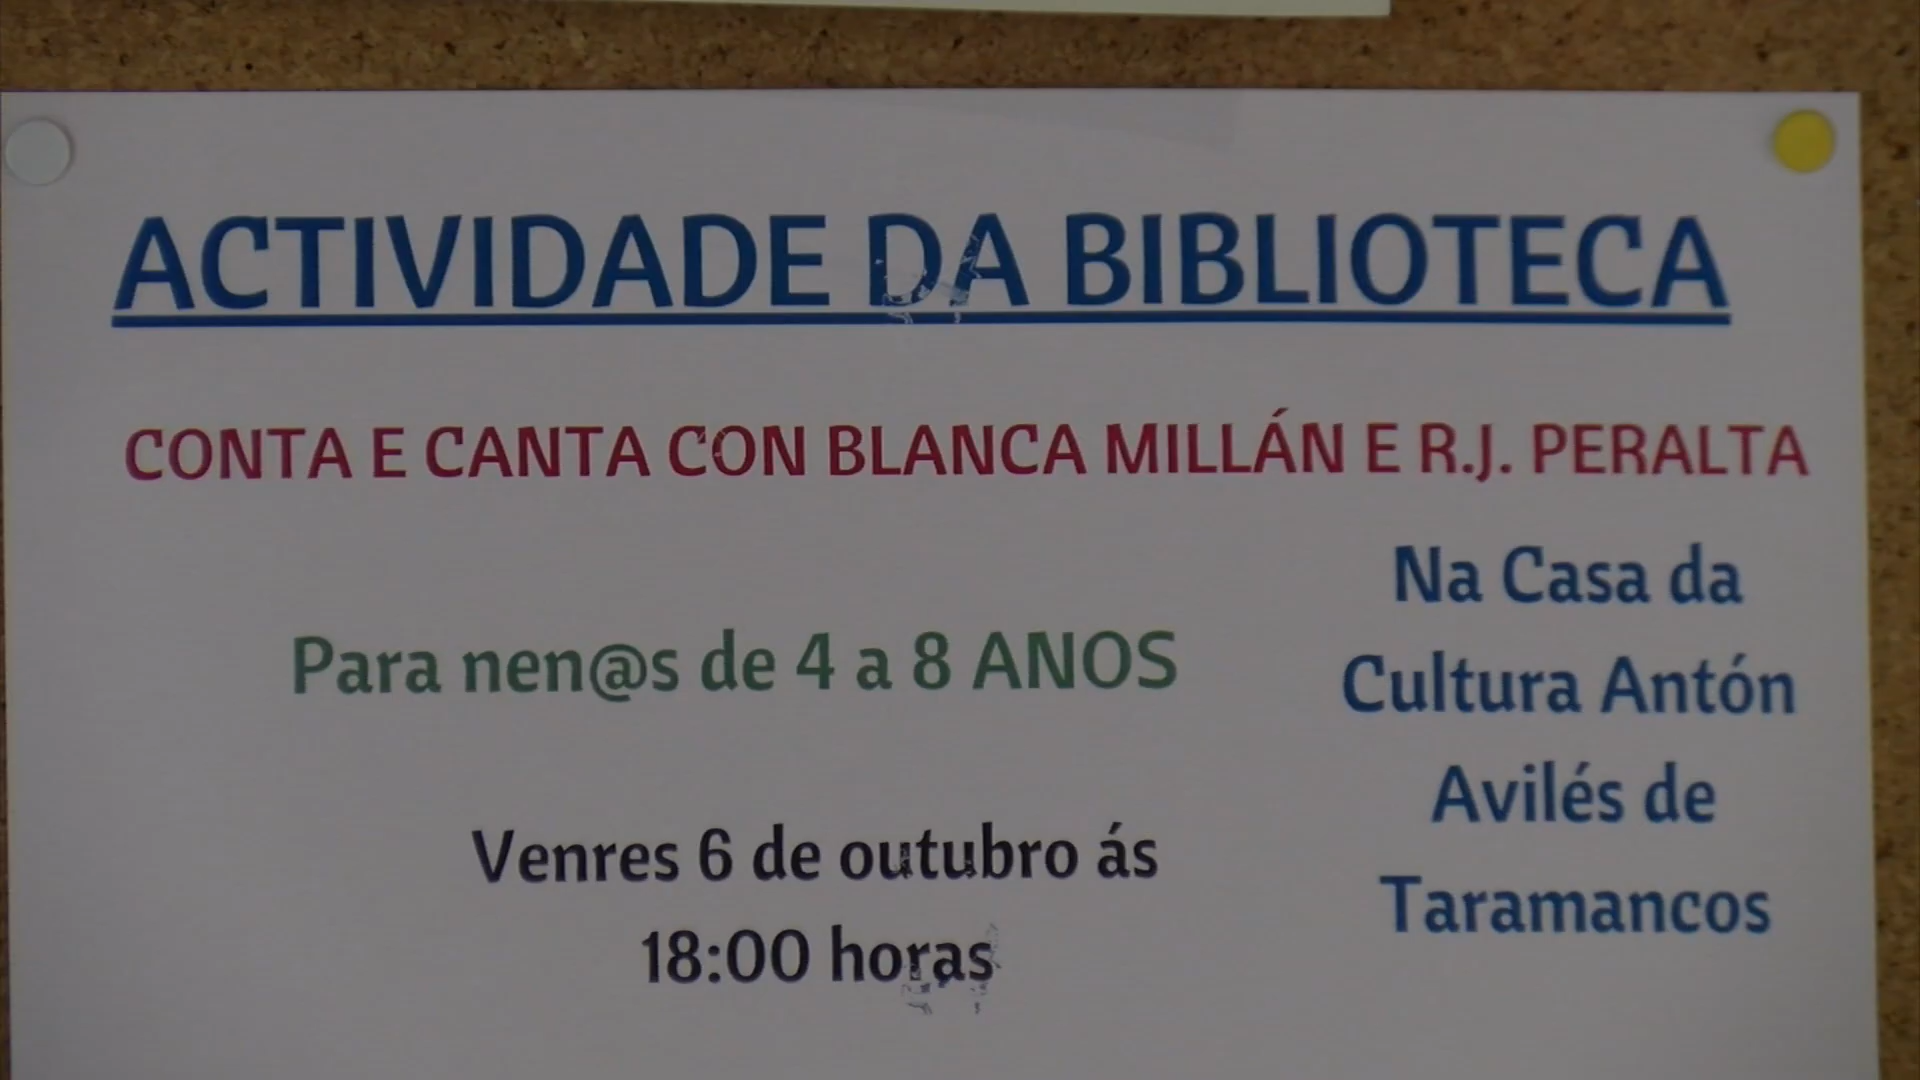 ACTIVIDADE DA BIBLIOTECA
CONTA E CANTA CON BLANCA MILLÁN E R.J. PERALTA
Para nen@s de 4 a 8 ANOS
Venres 6 de outubro ás
18:00 horas
Na Casa da
Cultura Antón
Avilés de
Taramancos